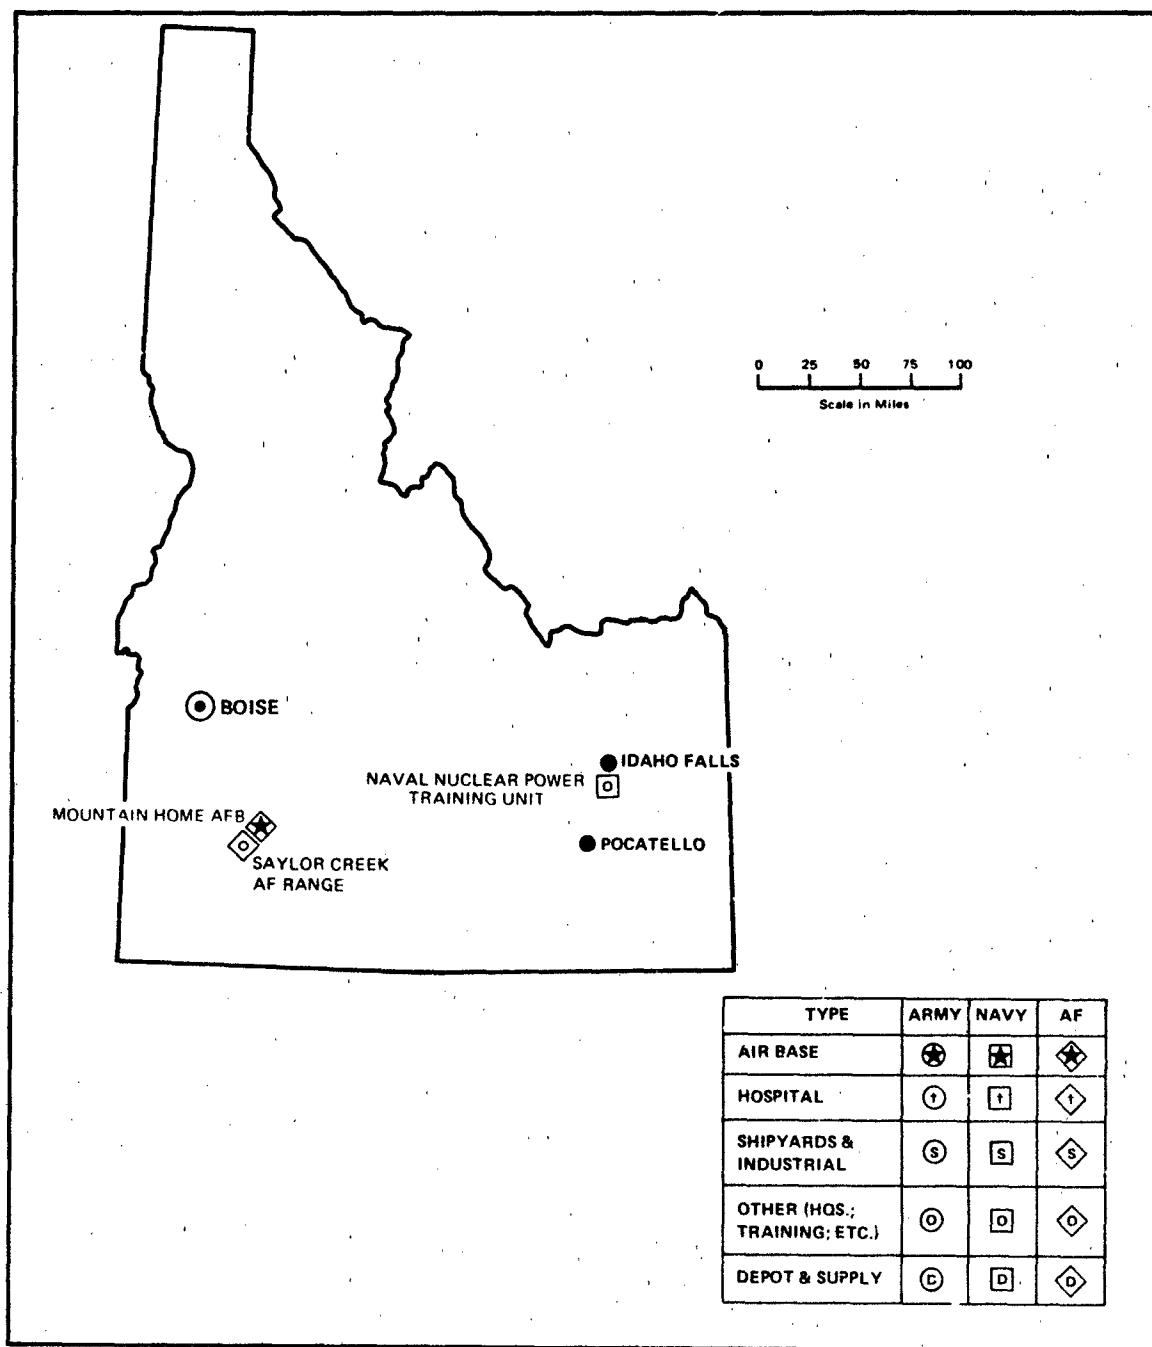 0 25 50 75 100
Scale in Miles
BOISE
IDAHO FALLS
NAVAL NUCLEAR POWER
TRAINING UNIT
O
MOUNTAIN HOME AFB
O
POCATELLO
SAYLOR CREEK
AF RANGE
TYPE ARMY NAVY AF
AIR BASE
HOSPITAL † † †
SHIPYARDS &
INDUSTRIAL S S S
OTHER (HQS.;
TRAINING; ETC.) O O O
DEPOT & SUPPLY D D D